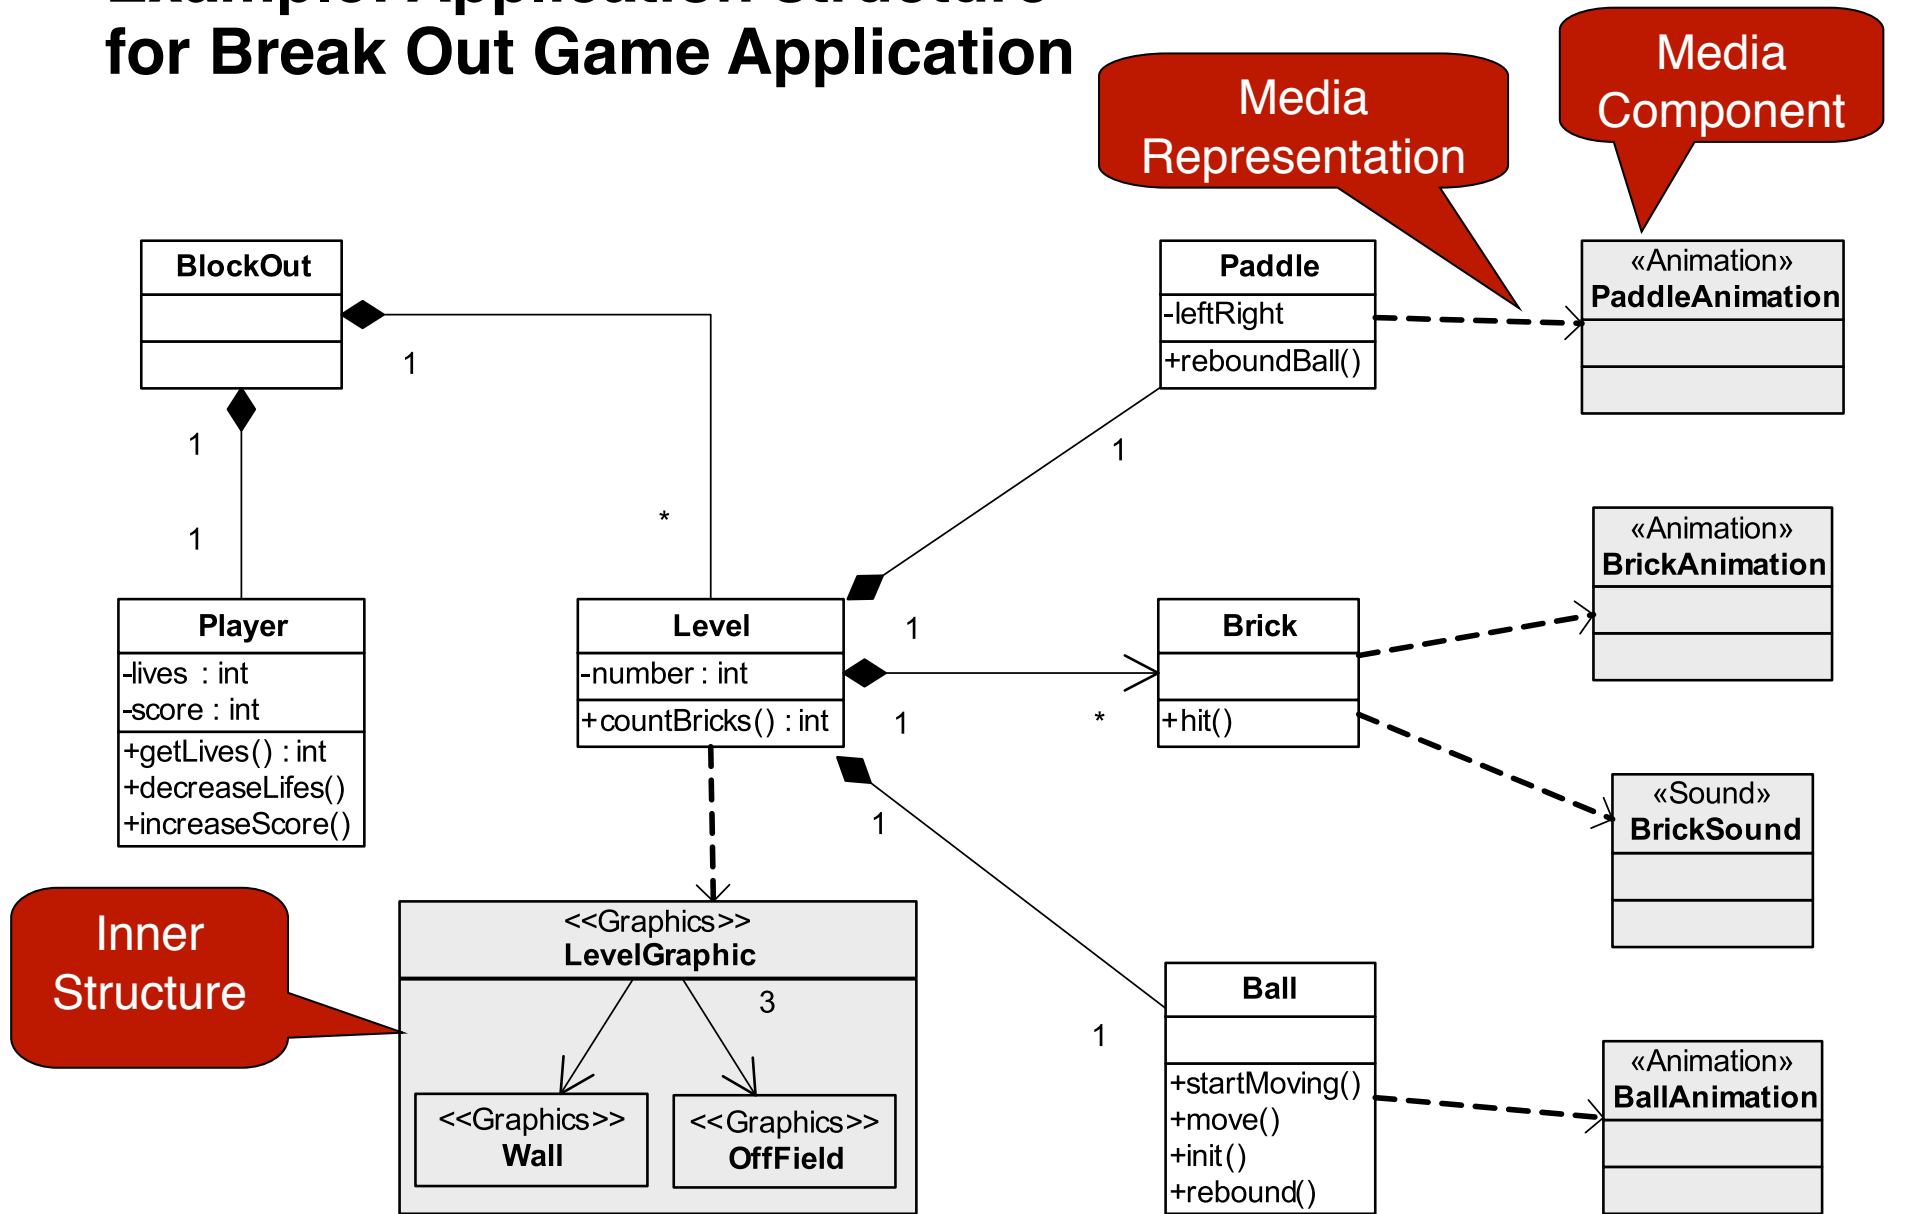 Example: Application Structure
for Break Out Game Application
Media
Representation
Media
Component
BlockOut
1
1
1
*
Paddle
-leftRight
+reboundBall()
1
«Animation»
PaddleAnimation
Player
-lives : int
-score : int
+getLives() : int
+decreaseLifes()
+increaseScore()
Level
-number : int
+countBricks() : int
1
1
*
1
1
Brick
+hit()
«Animation»
BrickAnimation
«Sound»
BrickSound
Inner
Structure
<<Graphics>>
LevelGraphic
3
<<Graphics>>
Wall
<<Graphics>>
OffField
Ball
+startMoving()
+move()
+init()
+rebound()
«Animation»
BallAnimation